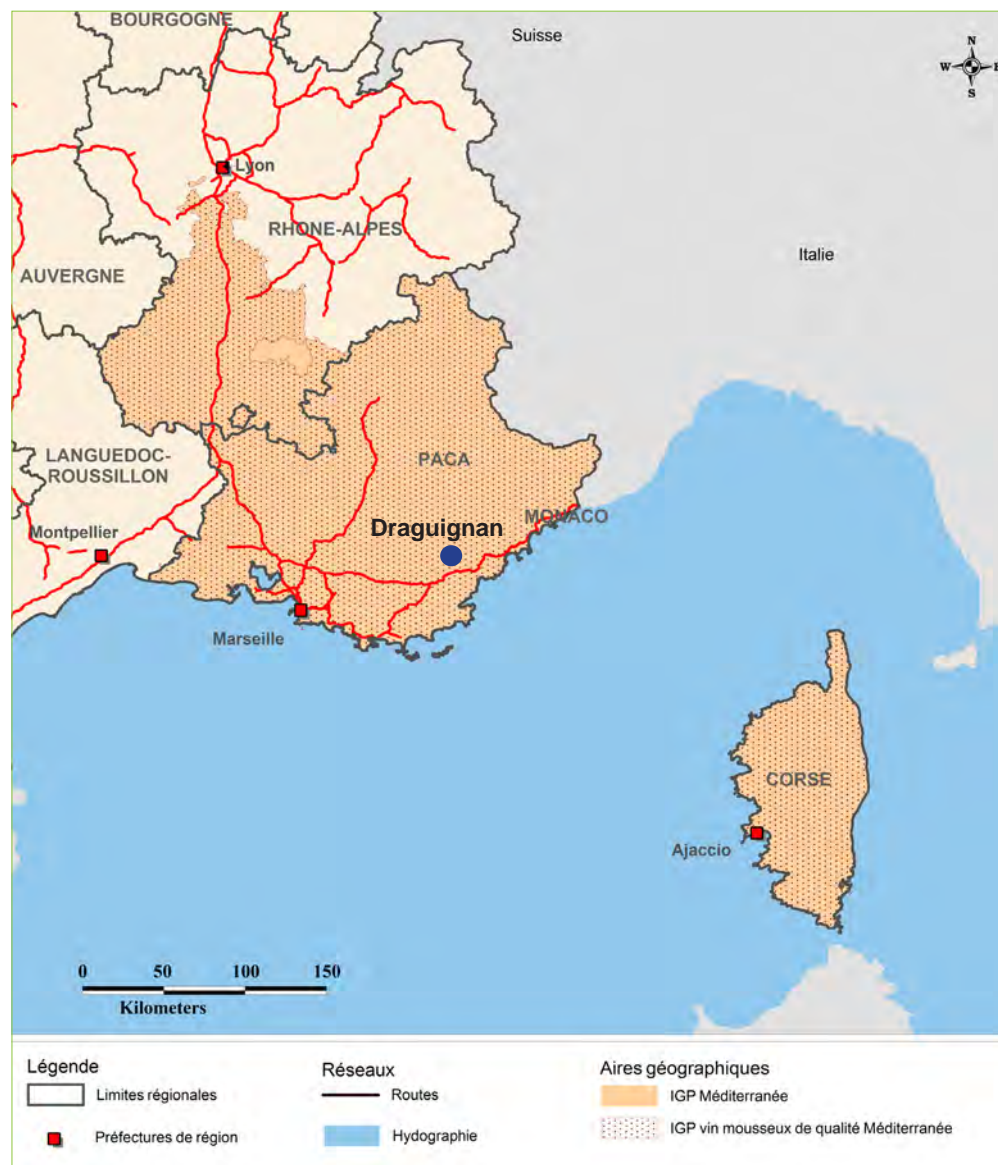 BOURGOGNE
Suisse
N
W
E
S
Lyon
RHONE-ALPES
Italie
AUVERGNE
LANGUEDOC-
ROUSSILLON
PACA
MONACO
Montpellier
Draguignan
Marseille
CORSE
Ajaccio
0 50 100 150
Kilometers
Légende
Limites régionales
Préfectures de région
Réseaux
Routes
Hydographie
Aires géographiques
IGP Méditerranée
IGP vin mousseux de qualité Méditerranée